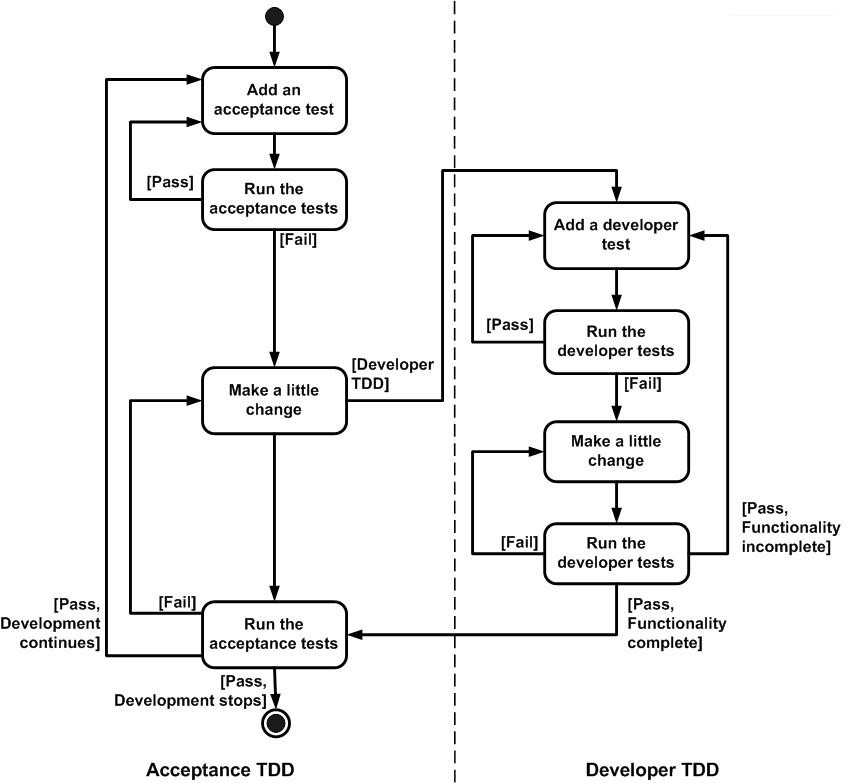 Add an
acceptance test
[Pass]
Run the
acceptance tests
[Fail]
Make a little
change
[Developer
TDD]
[Fail]
[Pass,
Development
continues]
Run the
acceptance tests
[Pass,
Development stops]
Acceptance TDD
Add a developer
test
[Pass]
Run the
developer tests
[Fail]
Make a little
change
[Fail]
Run the
developer tests
[Pass,
Functionality
incomplete]
[Pass,
Functionality
complete]
Developer TDD